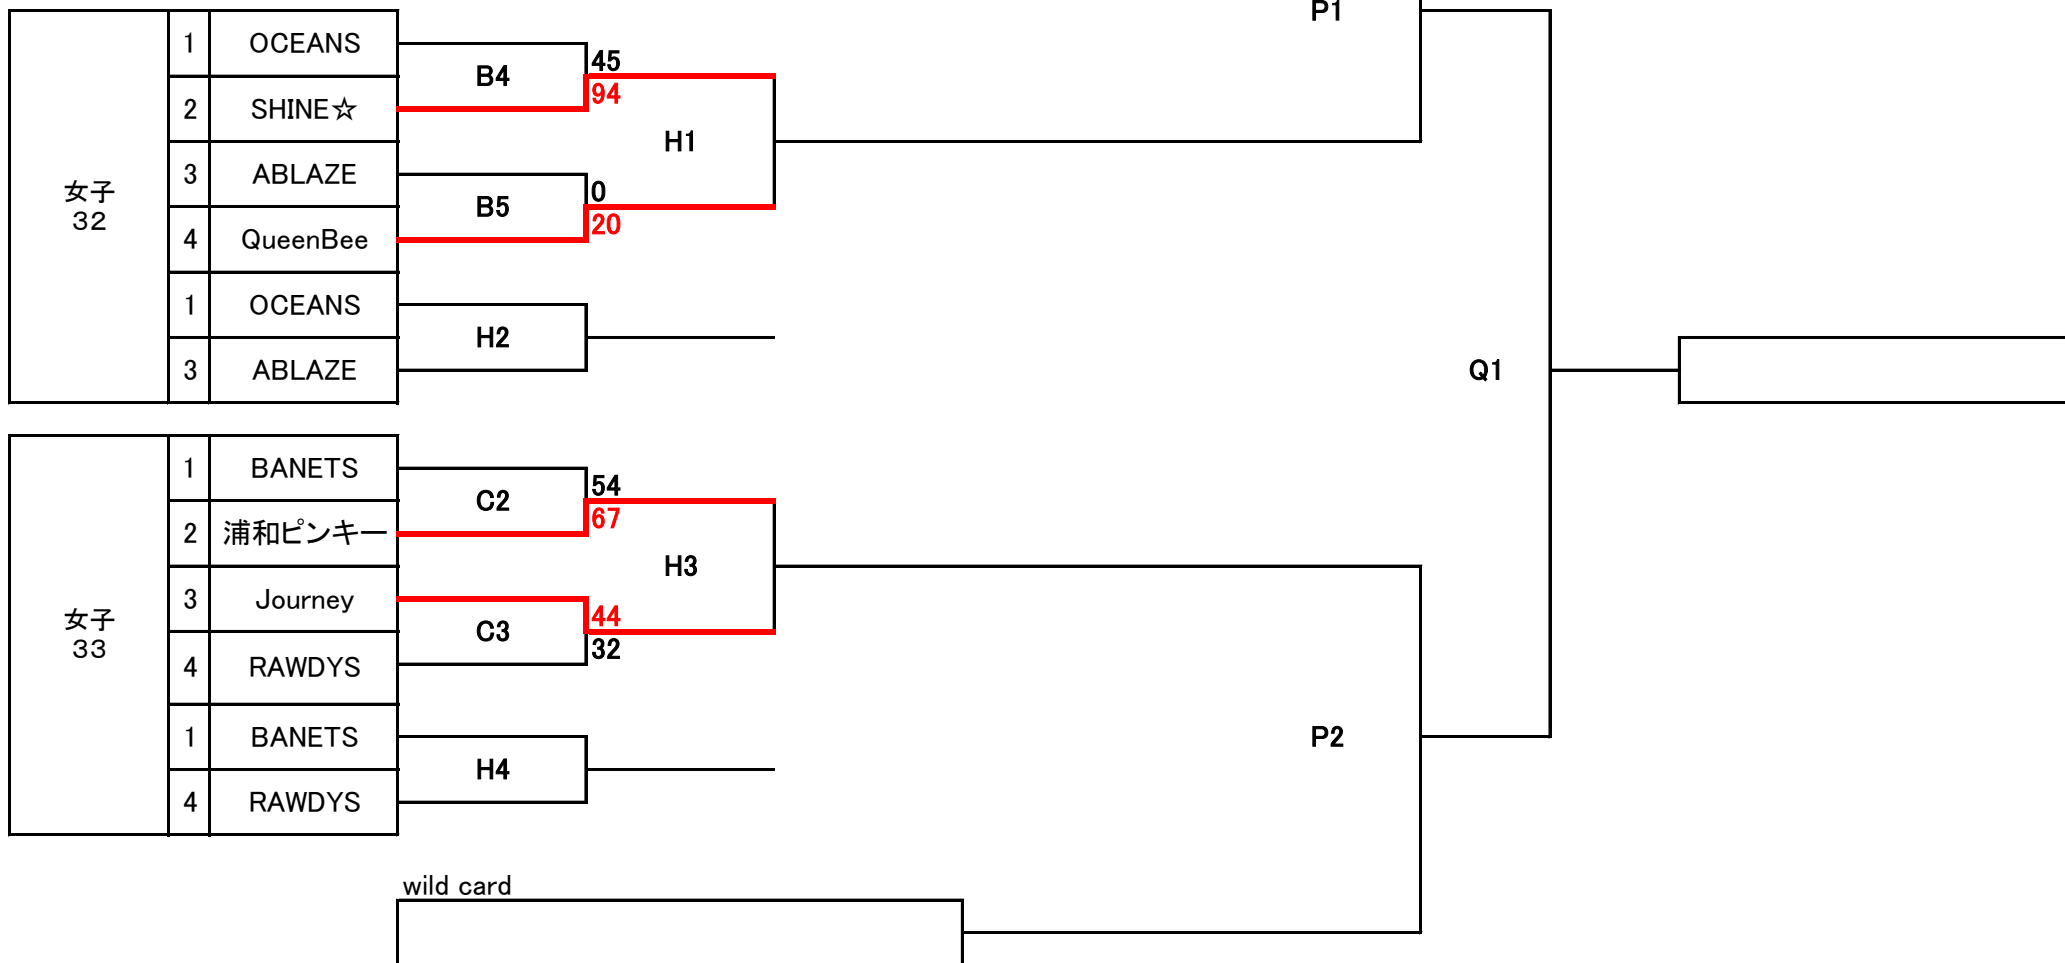 P1
女子
32
1 OCEANS
B4
45
94
2 SHINE☆
H1
3 ABLAZE
B5
0
20
4 QueenBee
1 OCEANS
H2
3 ABLAZE
Q1
女子
33
1 BANETS
C2
54
67
2 浦和ピンキー
H3
3 Journey
C3
44
32
4 RAWDYS
1 BANETS
H4
4 RAWDYS
P2
wild card